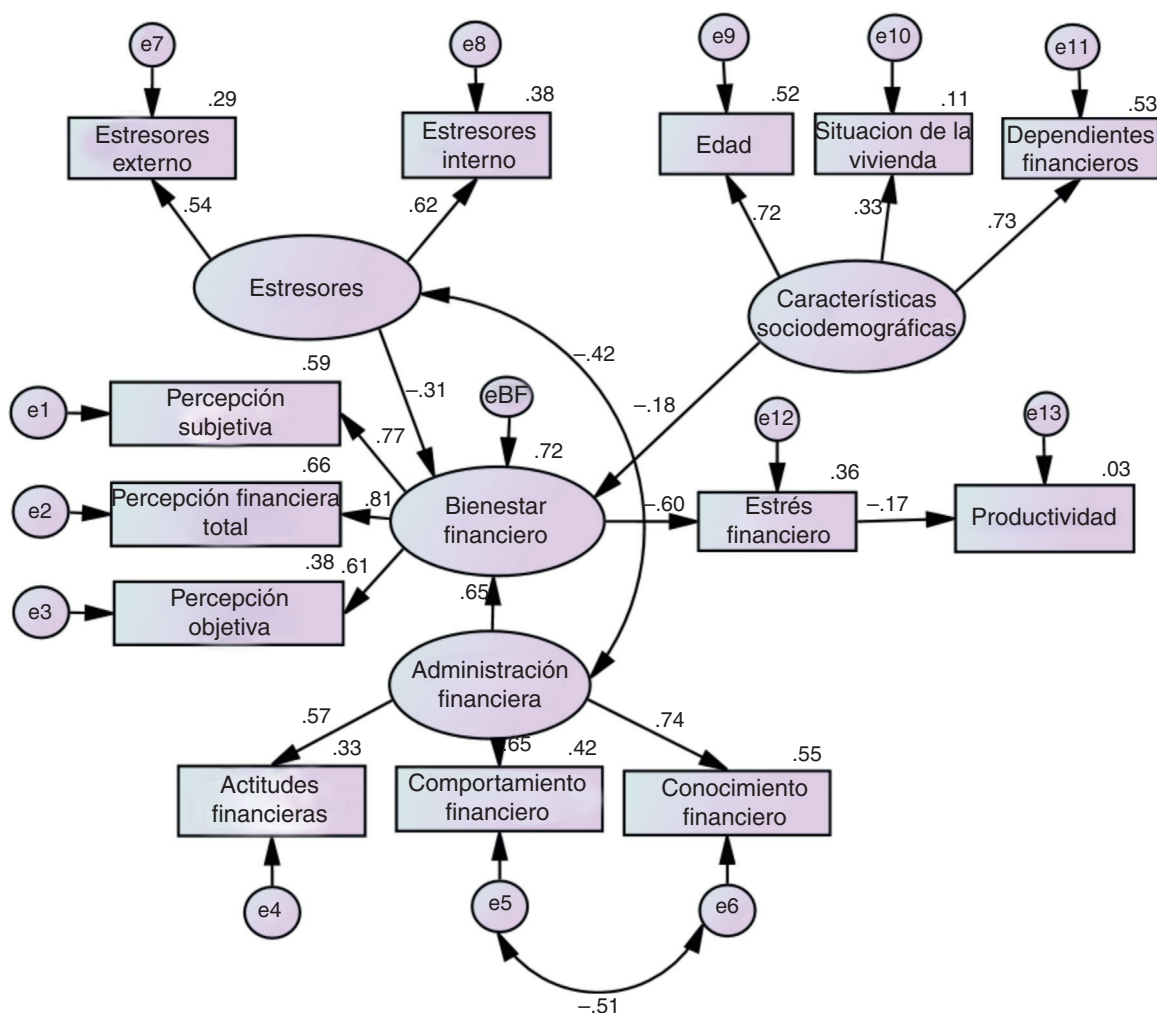 e7
e8
e9
e10
e11
.29
.38
.52
.11
.53
Estresores
externo
Estresores
interno
Edad
Situacion de la
vivienda
Dependientes
financieros
.54
.62
.72
.33
.73
Estresores
Características
sociodemográficas
–.42
–.31
–.18
.59
e1
Percepción
subjetiva
.77
eBF
.72
e12
e13
.66
e2
Percepción financiera
total
.81
Bienestar
financiero
–.60
.36
Estrés
financiero
–.17
.03
Productividad
.38
.61
e3
Percepción
objetiva
.65
Administración
financiera
.57
.65
.74
.33
.42
.55
Actitudes
financieras
Comportamiento
financiero
Conocimiento
financiero
e4
e5
e6
–.51